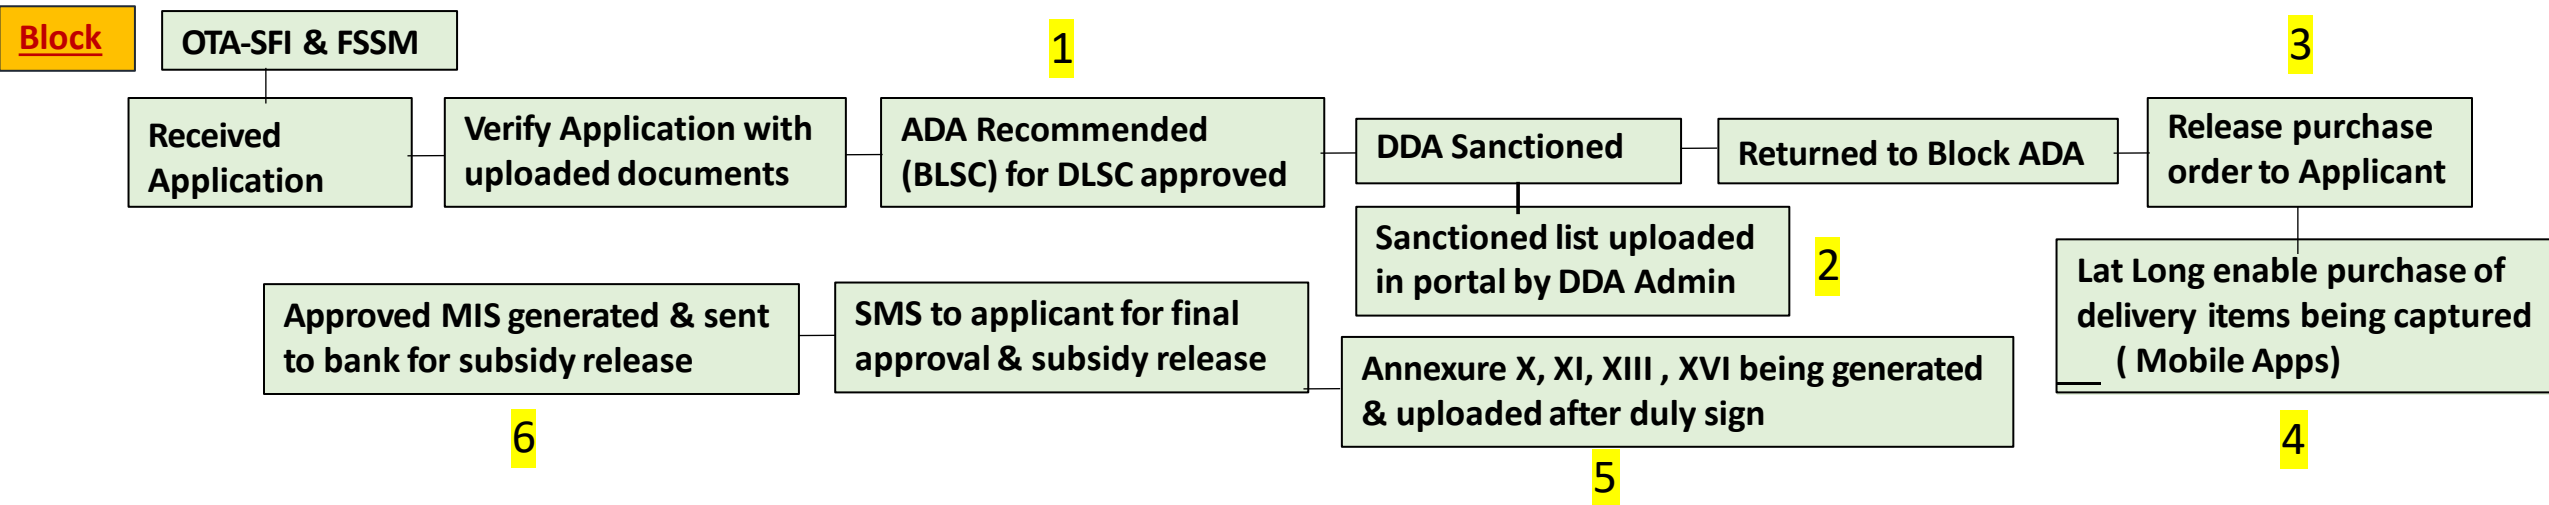 Block
OTA-SFI & FSSM
1
3
Received
Application
Verify Application with
uploaded documents
ADA Recommended
(BLSC) for DLSC approved
DDA Sanctioned
Returned to Block ADA
Release purchase
order to Applicant
Sanctioned list uploaded
in portal by DDA Admin
2
Lat Long enable purchase of
delivery items being captured
( Mobile Apps)
4
Annexure X, XI, XIII , XVI being generated
& uploaded after duly sign
5
SMS to applicant for final
approval & subsidy release
Approved MIS generated & sent
to bank for subsidy release
6